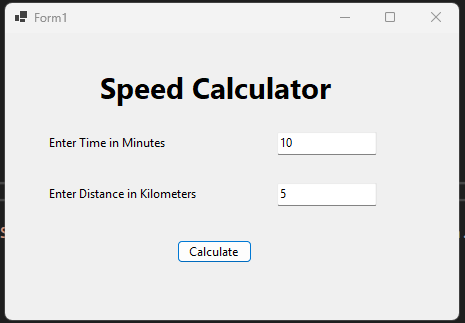 Form1
Speed Calculator
Enter Time in Minutes 10
Enter Distance in Kilometers 5
Calculate